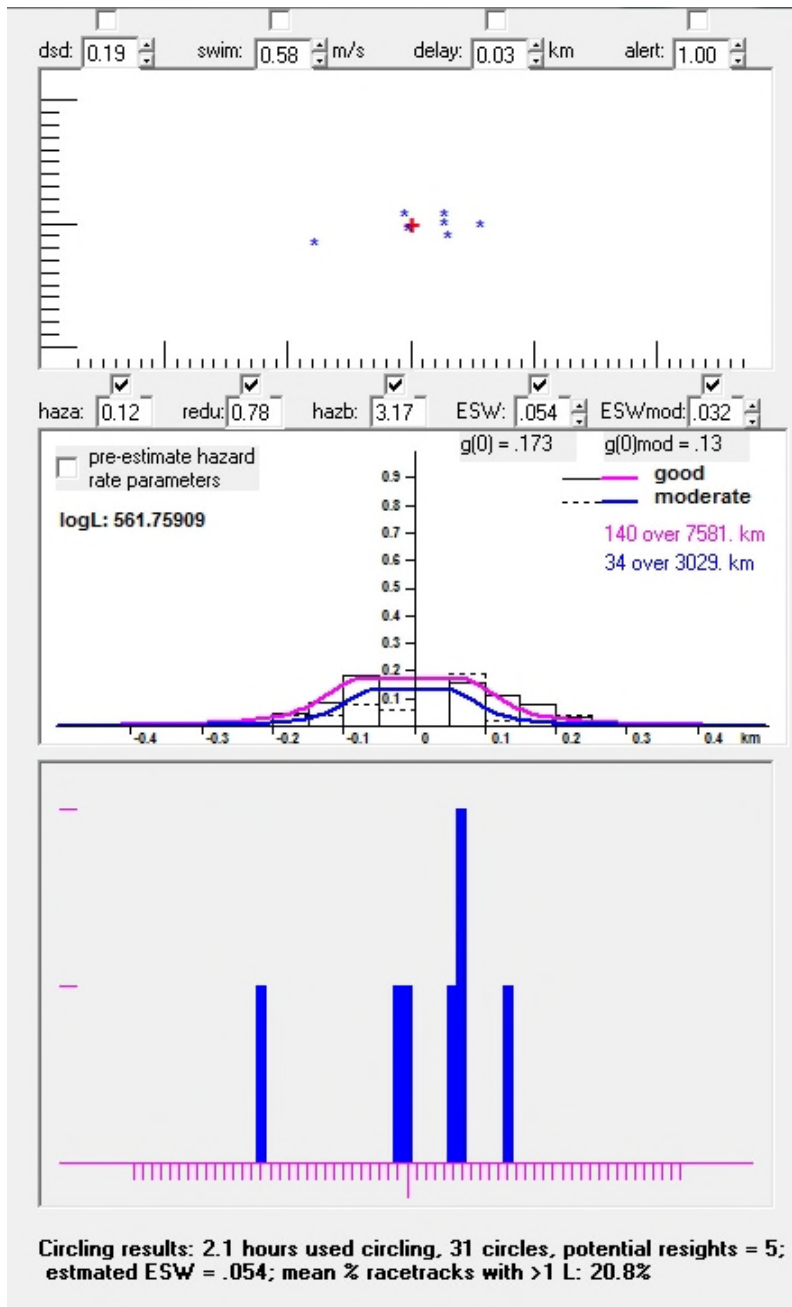 dsd: 0.19 swim: 0.58 m/s delay: 0.03 km alert: 1.00
haza: 0.12 redu: 0.78 hazb: 3.17 ESW: .054 ESWmod: .032
g(0) = .173 g(0)mod = .13
pre-estimate hazard
rate parameters
good
moderate
logL: 561.75909
140 over 7581. km
34 over 3029. km
0.9
0.8
0.7
0.6
0.5
0.4
0.3
0.2
0.1
-0.4 -0.3 -0.2 -0.1 0 0.1 0.2 0.3 0.4 km
Circling results: 2.1 hours used circling, 31 circles, potential resights = 5;
estmated ESW = .054; mean % racetracks with >1 L: 20.8%